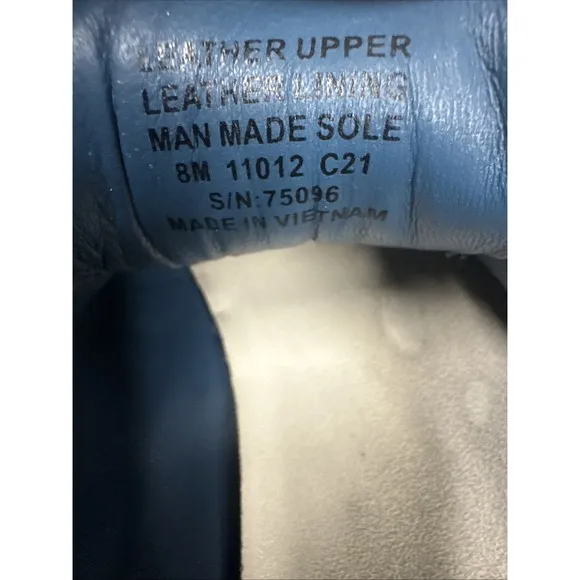 LEATHER UPPER
LEATHER LINING
MAN MADE SOLE
8M 11012 C21
S/N:75096
MADE IN VIETNAM